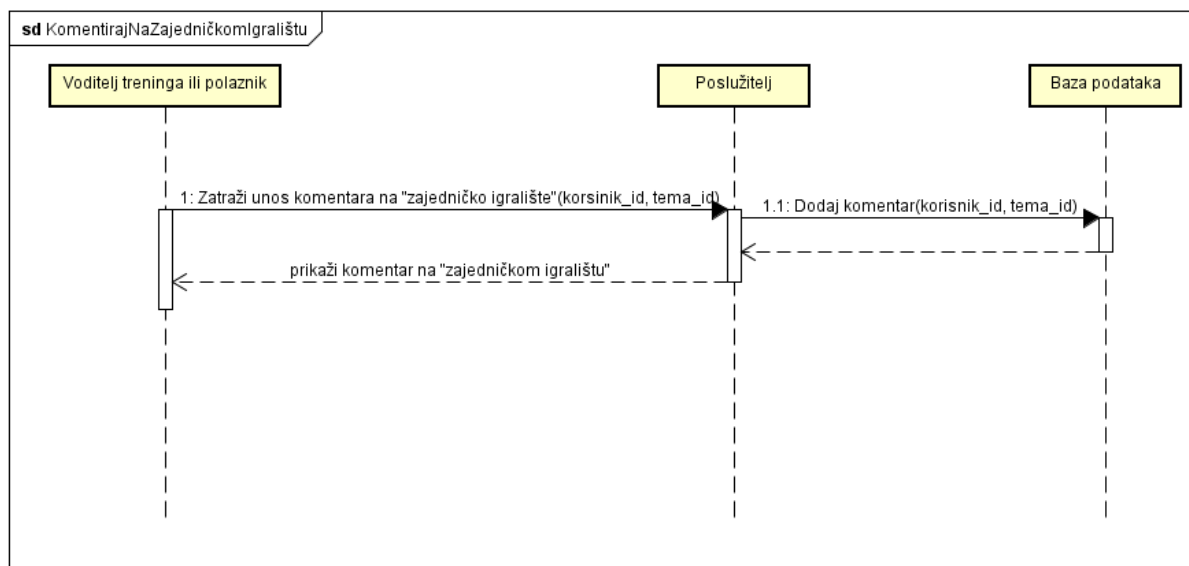 sd KomentirajNaZajedničkomIgralištu
Voditelj treninga ili polaznik
Poslužitelj
Baza podataka
1: Zatraži unos komentara na "zajedničko igralište"(korsinik_id, tema_id)
1.1: Dodaj komentar(korisnik_id, tema_id)
prikaži komentar na "zajedničkom igralištu"